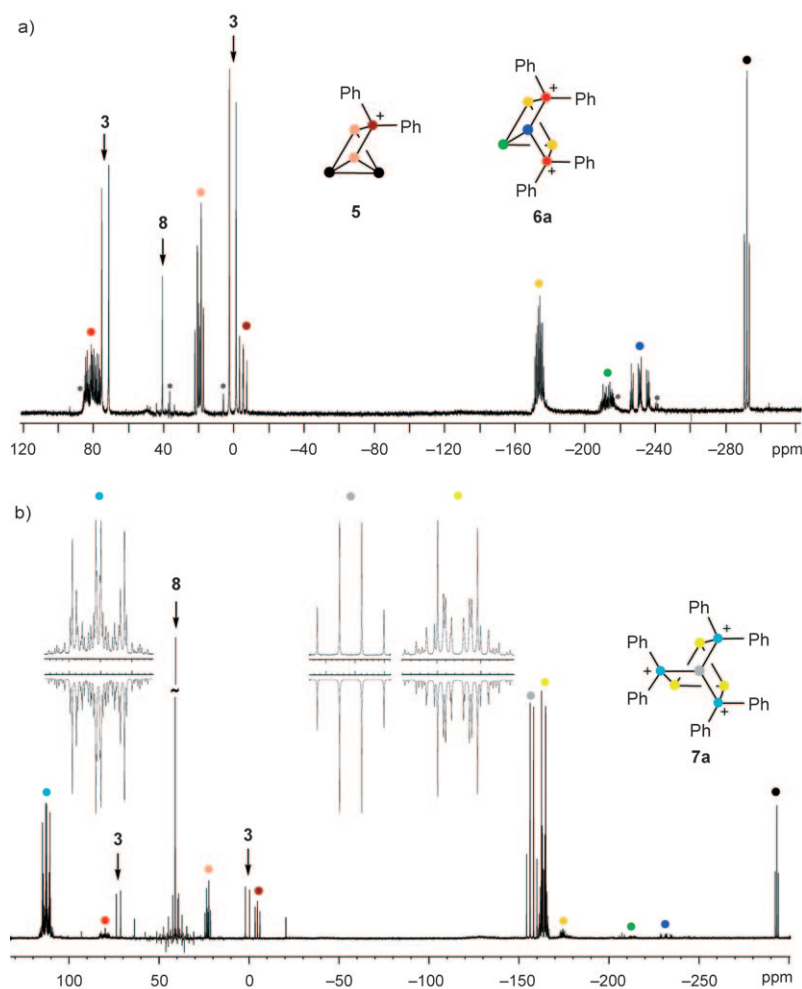 a)
3
3
8
Ph
+
Ph
5
Ph
+
Ph
Ph
+
Ph
6a
*
*
*
*
*
120 80 40 0 –40 –80 –120 –160 –200 –240 –280 ppm
b)
8
~
3
3
Ph
+
Ph
Ph
+
Ph
Ph
+
Ph
7a
100 50 0 –50 –100 –150 –200 –250 ppm